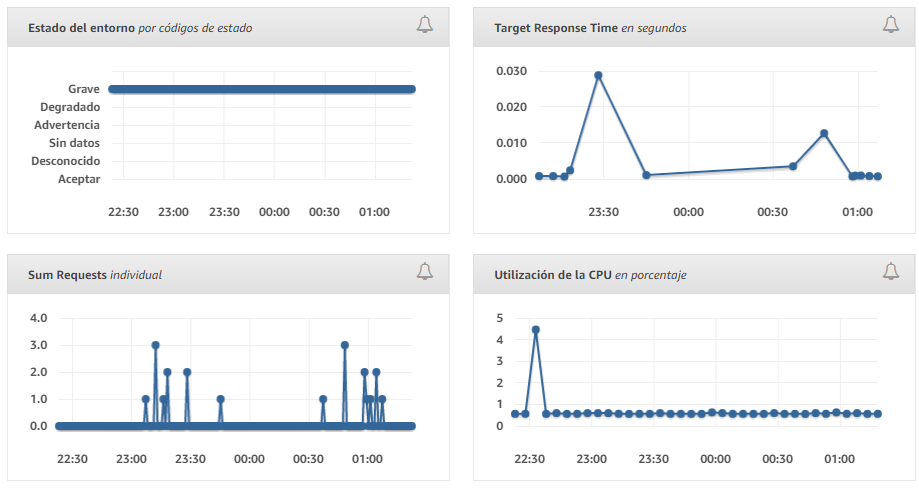 Estado del entorno por códigos de estado
Grave
Degradado
Advertencia
Sin datos
Desconocido
Aceptar
22:30 23:00 23:30 00:00 00:30 01:00
Target Response Time en segundos
0.030
0.020
0.010
0.000
23:30 00:00 00:30 01:00
Sum Requests individual
4.0
3.0
2.0
1.0
0.0
22:30 23:00 23:30 00:00 00:30 01:00
Utilización de la CPU en porcentaje
5
4
3
2
1
0
22:30 23:00 23:30 00:00 00:30 01:00